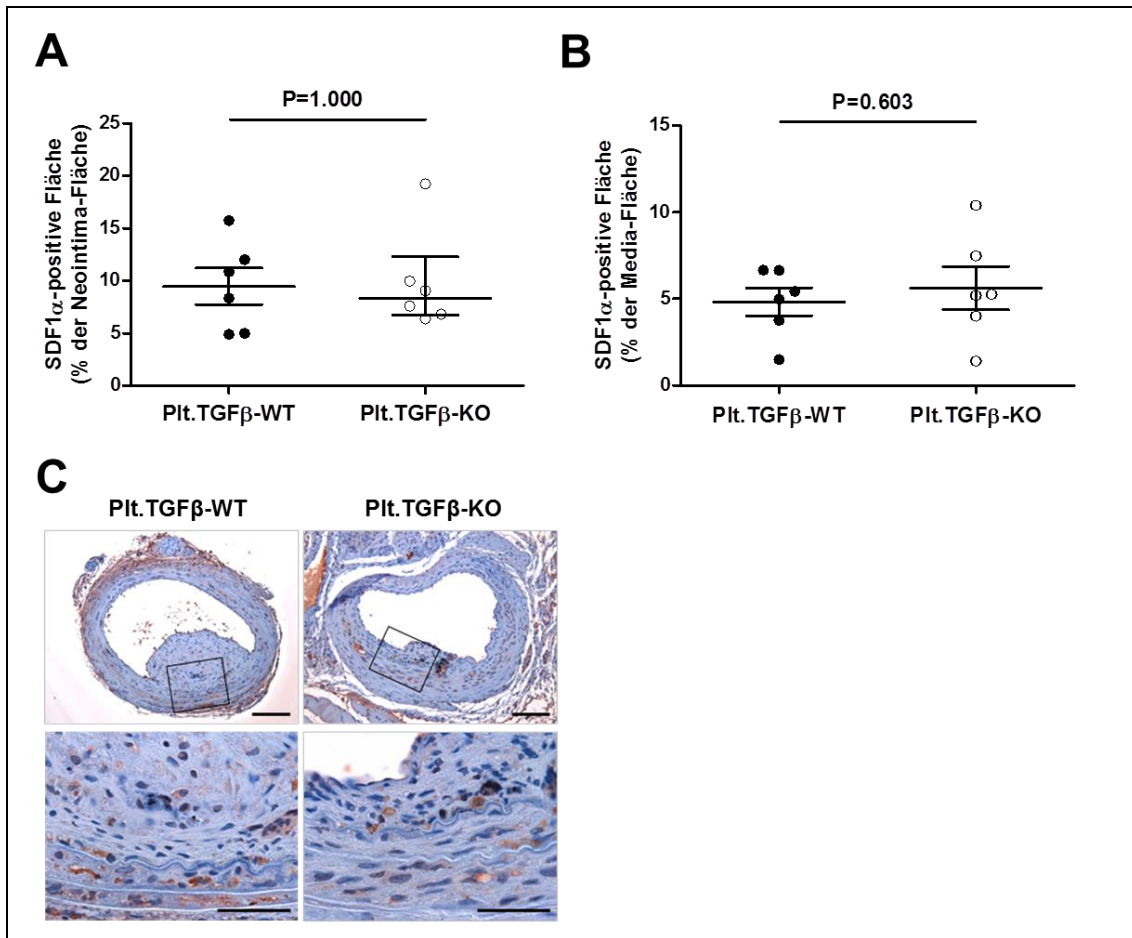 A
P=1.000
SDF1α-positive Fläche
(% der Neointima-Fläche)
25
20
15
10
5
0
Plt.TGFβ-WT
Plt.TGFβ-KO
B
P=0.603
SDF1α-positive Fläche
(% der Media-Fläche)
15
10
5
0
Plt.TGFβ-WT
Plt.TGFβ-KO
C
Plt.TGFβ-WT
Plt.TGFβ-KO